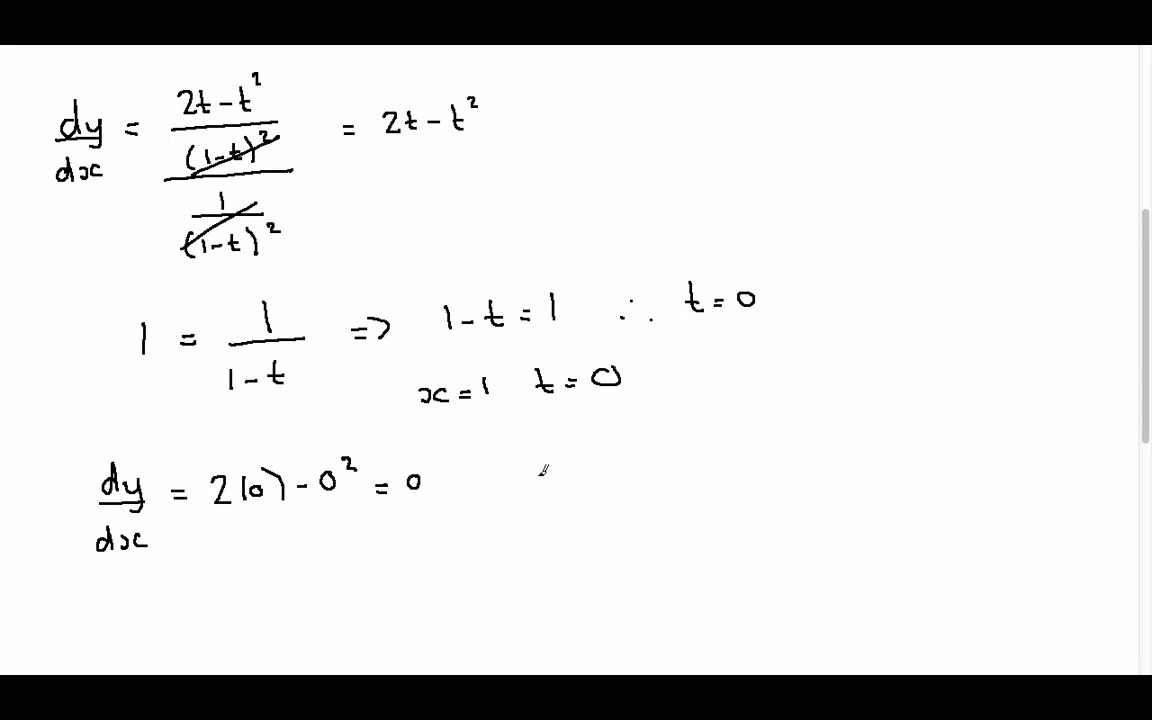 dy/dx = ((2t - t²)/(1-t)²)/(1/(1-t)²) = 2t - t²
1 = 1/(1-t) => 1-t = 1 ∴ t = 0
x = 1 t = 0
dy/dx = 2(0) - 0² = 0